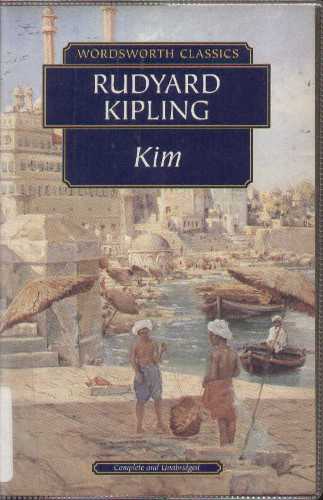 WORDSWORTH CLASSICS
RUDYARD
KIPLING
Kim
Complete and Unabridged